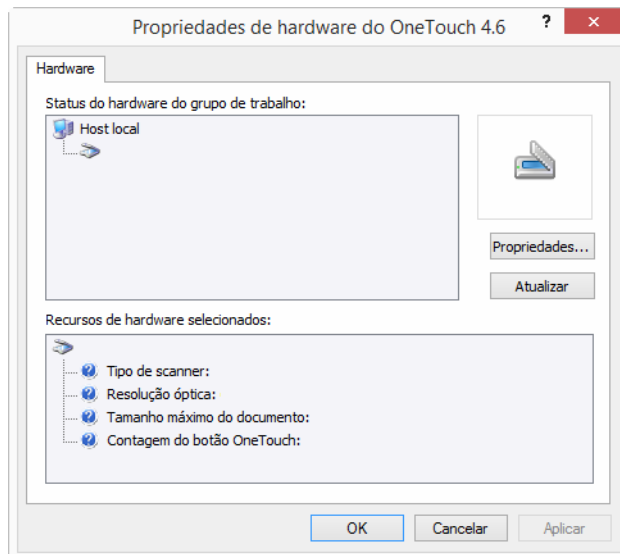 Propriedades de hardware do OneTouch 4.6
Hardware
Status do hardware do grupo de trabalho:
Host local
Propriedades...
Atualizar
Recursos de hardware selecionados:
Tipo de scanner:
Resolução óptica:
Tamanho máximo do documento:
Contagem do botão OneTouch:
OK
Cancelar
Aplicar